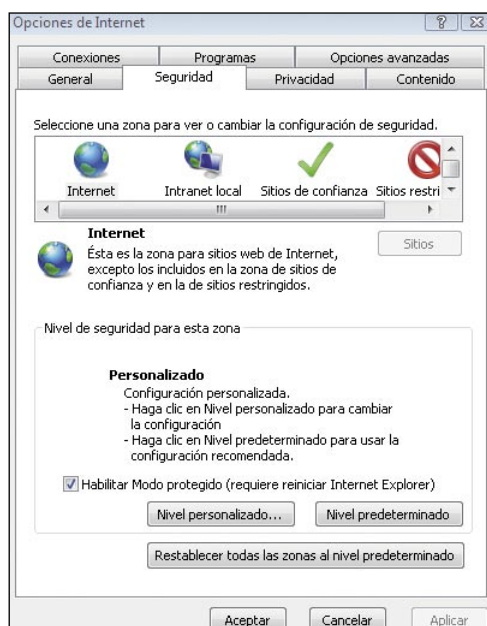 Opciones de Internet
Conexiones Programas Opciones avanzadas
General Seguridad Privacidad Contenido
Seleccione una zona para ver o cambiar la configuración de seguridad.
Internet Intranet local Sitios de confianza Sitios restri
Internet
Sitios
Ésta es la zona para sitios web de Internet,
excepto los incluidos en la zona de sitios de
confianza y en la de sitios restringidos.
Nivel de seguridad para esta zona
Personalizado
Configuración personalizada.
- Haga clic en Nivel personalizado para cambiar
la configuración
- Haga clic en Nivel predeterminado para usar la
configuración recomendada.
Habilitar Modo protegido (requiere reiniciar Internet Explorer)
Nivel personalizado... Nivel predeterminado
Restablecer todas las zonas al nivel predeterminado
Aceptar Cancelar Aplicar